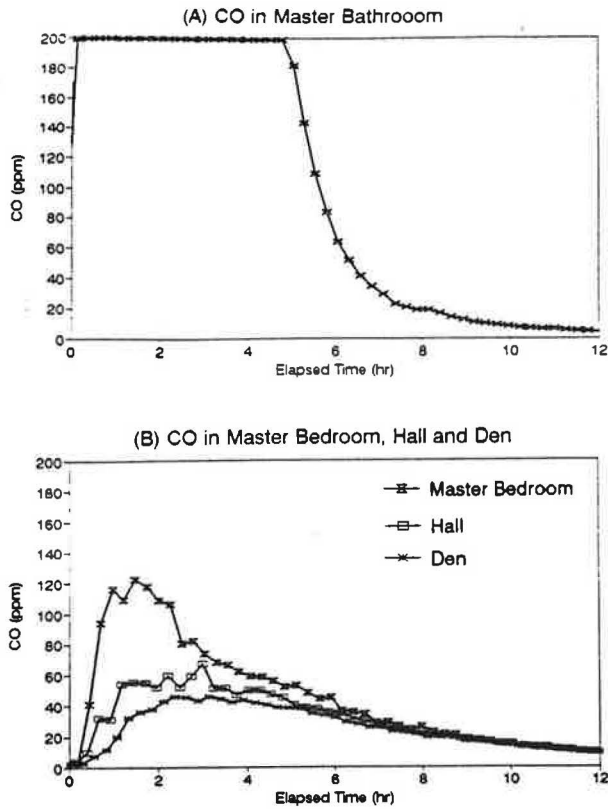 (A) CO in Master Bathrooom
200
180
160
140
120
100
80
60
40
20
0
CO (ppm)
0 2 4 6 8 10 12
Elapsed Time (hr)
(B) CO in Master Bedroom, Hall and Den
200
180
160
140
120
100
80
60
40
20
0
CO (ppm)
Master Bedroom
Hall
Den
0 2 4 6 8 10 12
Elapsed Time (hr)